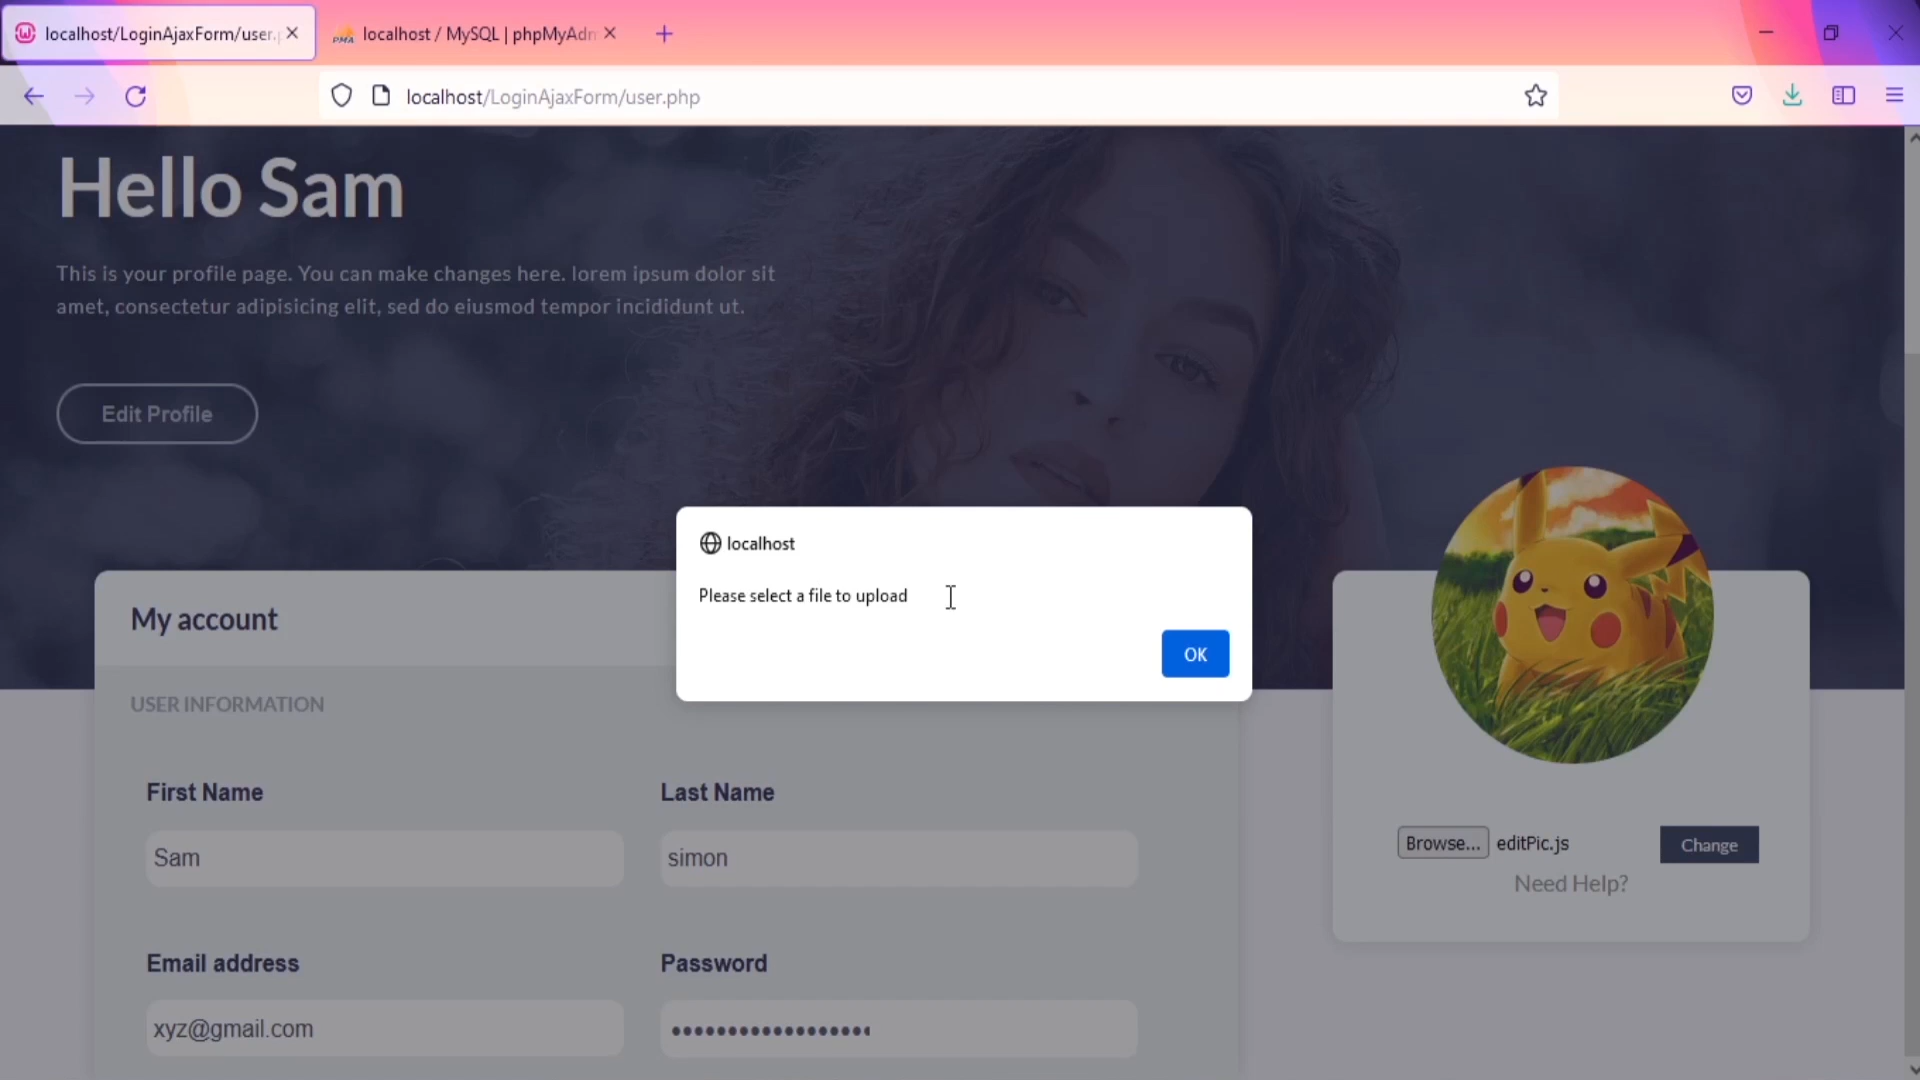 localhost/LoginAjaxForm/user.
PMA
localhost / MySQL | phpMyAdm
localhost/LoginAjaxForm/user.php
Hello Sam
This is your profile page. You can make changes here. lorem ipsum dolor sit
amet, consectetur adipisicing elit, sed do eiusmod tempor incididunt ut.
Edit Profile
localhost
Please select a file to upload
OK
My account
USER INFORMATION
First Name
Last Name
Sam
simon
Email address
Password
xyz@gmail.com
Browse... editPic.js
Change
Need Help?